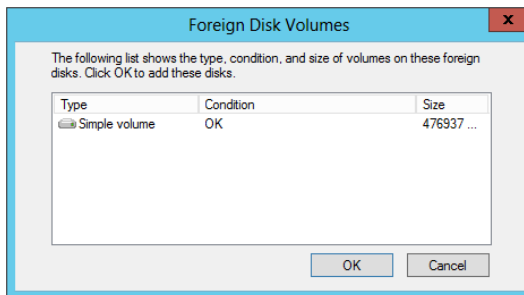 Foreign Disk Volumes
x
The following list shows the type, condition, and size of volumes on these foreign
disks. Click OK to add these disks.
Type Condition Size
Simple volume OK 476937 ...
OK Cancel